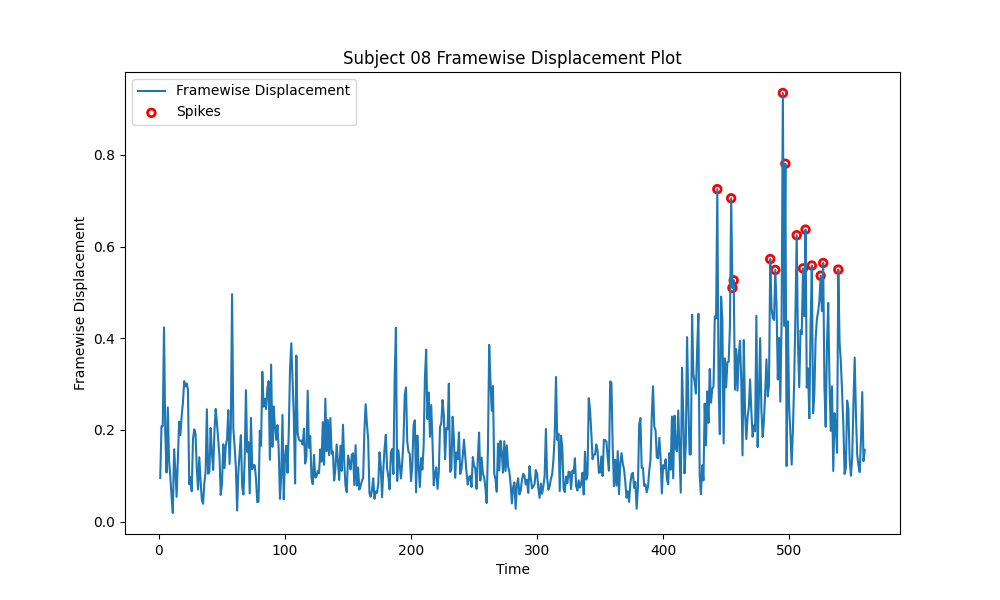 Subject 08 Framewise Displacement Plot
Framewise Displacement
Spikes
Framewise Displacement
0.8
0.6
0.4
0.2
0.0
0 100 200 300 400 500
Time